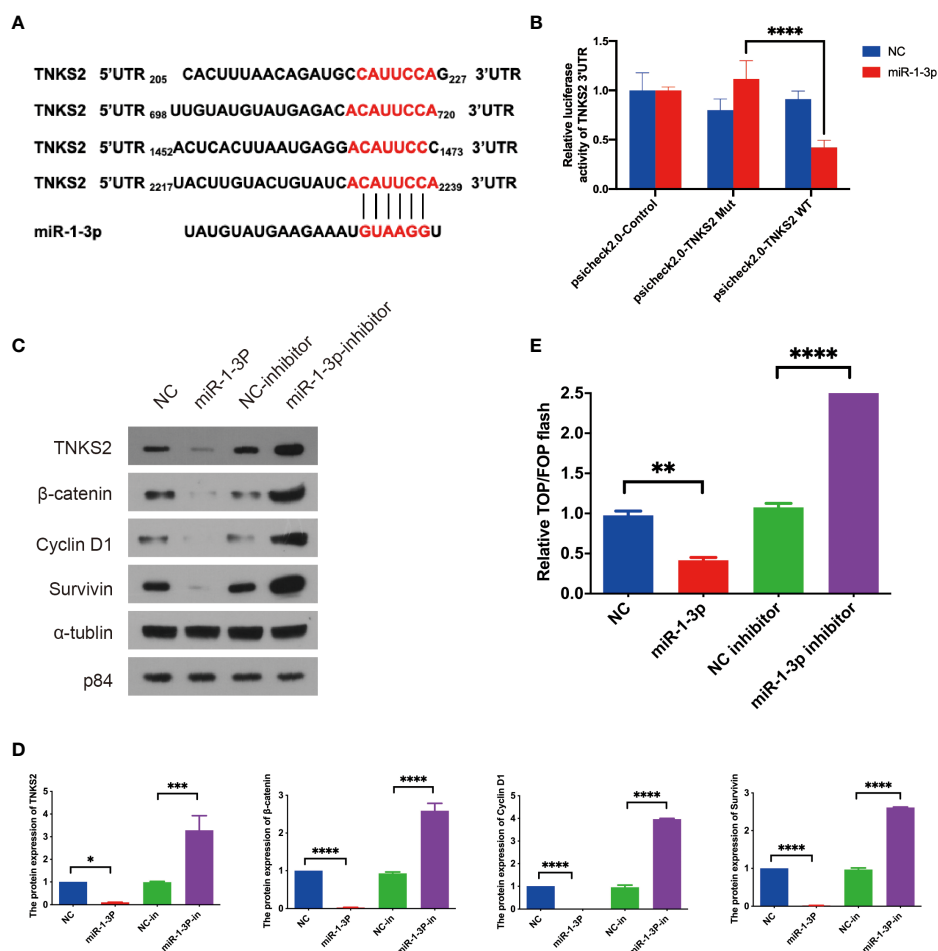 A
TNKS2 5'UTR 205 CACUUUAACAGAUGCCAUUCCAG227 3'UTR
TNKS2 5'UTR 698 UUGUAUGUAUGAGACACAUUCCA720 3'UTR
TNKS2 5'UTR 1452ACUCACUUAAUGAGGACAUUCCC1473 3'UTR
TNKS2 5'UTR 2217UACUUGUACUGUAUCACAUUCCA2239 3'UTR
miR-1-3p UAUGUAUGAAGAAAUGUAAGGU
B
Relative luciferase
activity of TNKS2 3'UTR
1.5
1.0
0.5
0.0
****
NC
miR-1-3p
psicheck2.0-Control
psicheck2.0-TNKS2 Mut
psicheck2.0-TNKS2 WT
C
NC
miR-1-3P
NC-inhibitor
miR-1-3p-inhibitor
TNKS2
β-catenin
Cyclin D1
Survivin
α-tublin
p84
E
Relative TOP/FOP flash
2.5
2.0
1.5
1.0
0.5
0.0
**
****
NC
miR-1-3p
NC inhibitor
miR-1-3p inhibitor
D
The protein expression of TNKS2
5
4
3
2
1
0
*
***
NC
miR-3P
NC-in
miR-1-3P-in
The protein expression of β-catenin
3
2
1
0
****
****
NC
miR-1-3P
NC-in
miR-3P-in
The protein expression of Cyclin D1
5
4
3
2
1
0
****
****
NC
miR-1-3P
NC-in
miR-1-3P-in
The protein expression of Survivin
3
2
1
0
****
****
NC
miR-1-3P
NC-in
miR-1-3P-in